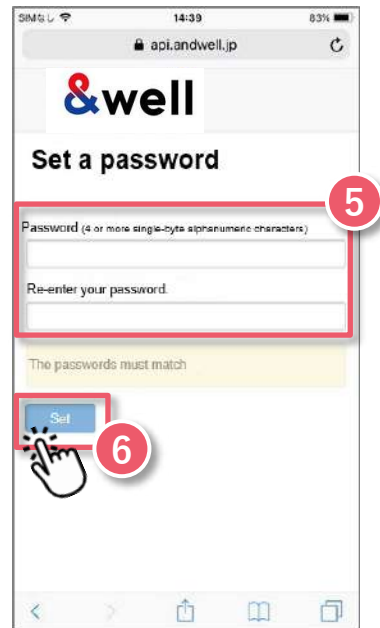 SIMなし 14:39 83%
api.andwell.jp
&well
Set a password
5
Password (4 or more single-byte alphanumeric characters)
Re-enter your password.
The passwords must match
Set
6